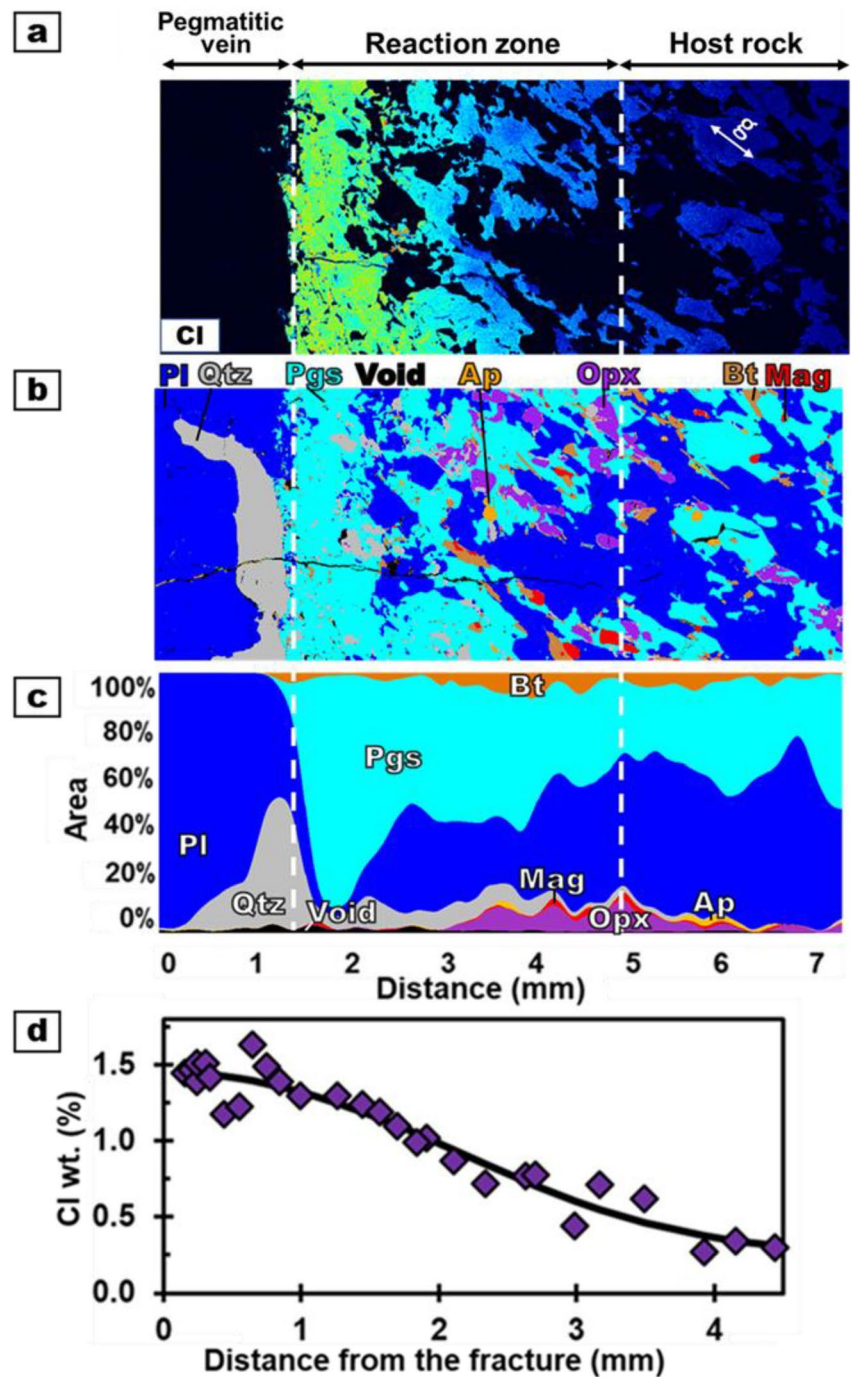 a
Pegmatitic vein
Reaction zone
Host rock
Cl
b
Pl Qtz Pgs Void Ap Opx Bt Mag
c
100%
80%
60%
40%
20%
0%
Area
Bt
Pgs
Pl
Qtz
Void
Mag
Opx
Ap
0 1 2 3 4 5 6 7
Distance (mm)
d
Cl wt. (%)
1.5
1.0
0.5
0.0
0 1 2 3 4
Distance from the fracture (mm)